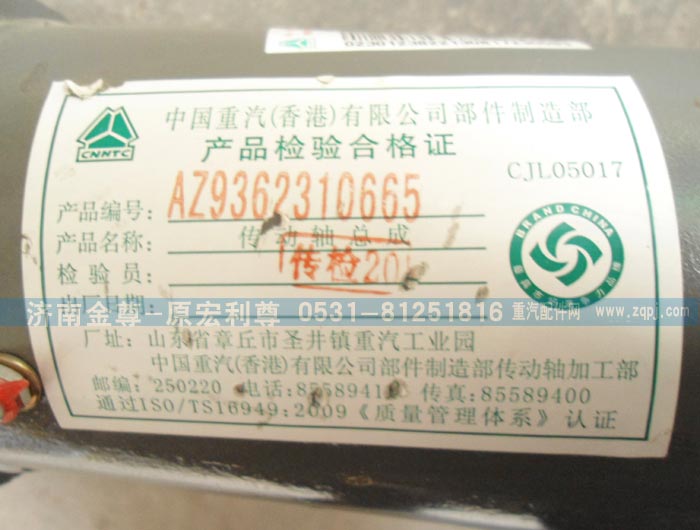 中国重汽(香港)有限公司部件制造部
CNNTC
产品检验合格证
CJL05017
产品编号: AZ9362310665
产品名称: 传动轴总成
检验员: 传检20
出厂日期:
BRAND CHINA
济南金尊-原宏利尊 0531-81251816 重汽配件网 www.zqpj.com
厂址: 山东省章丘市圣井镇重汽工业园
中国重汽(香港)有限公司部件制造部传动轴加工部
邮编: 250220 电话: 855894 传真: 85589400
通过ISO/TS16949:2009《质量管理体系》认证